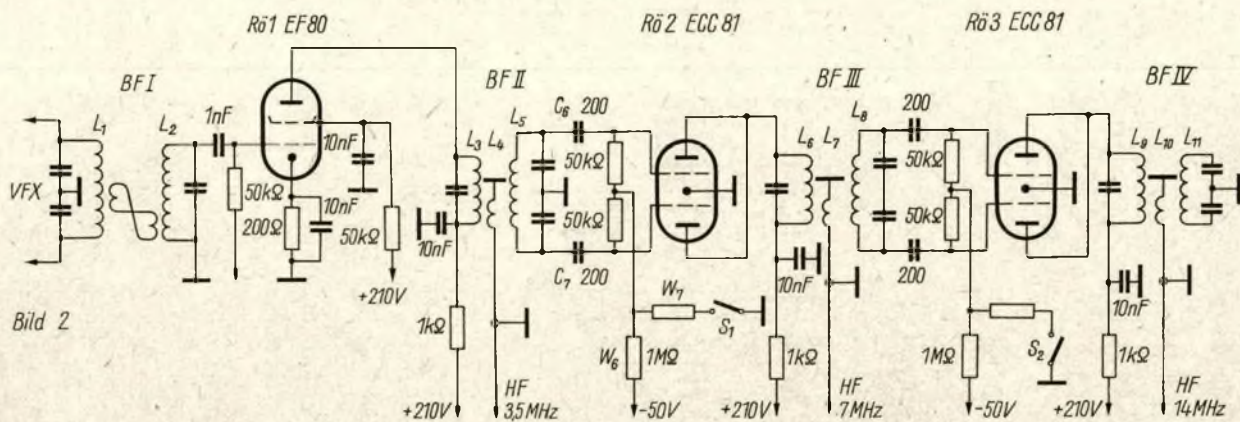 Rö1 EF80
Rö2 ECC81
Rö3 ECC81
BF I
BF II
BF III
BF IV
L1
L2
1nF
10nF
L3
L4
L5
C6 200
50kΩ
L6
L7
L8
200
50kΩ
L9
L10
L11
VFX
50kΩ
200Ω
10nF
50kΩ
10nF
50kΩ
C7 200
50kΩ
200
10nF
10nF
+210V
W7
S1
S2
Bild 2
1kΩ
W6
1MΩ
1kΩ
1MΩ
1kΩ
+210V
HF
3,5MHz
-50V
+210V
HF
7MHz
-50V
+210V
HF
14MHz